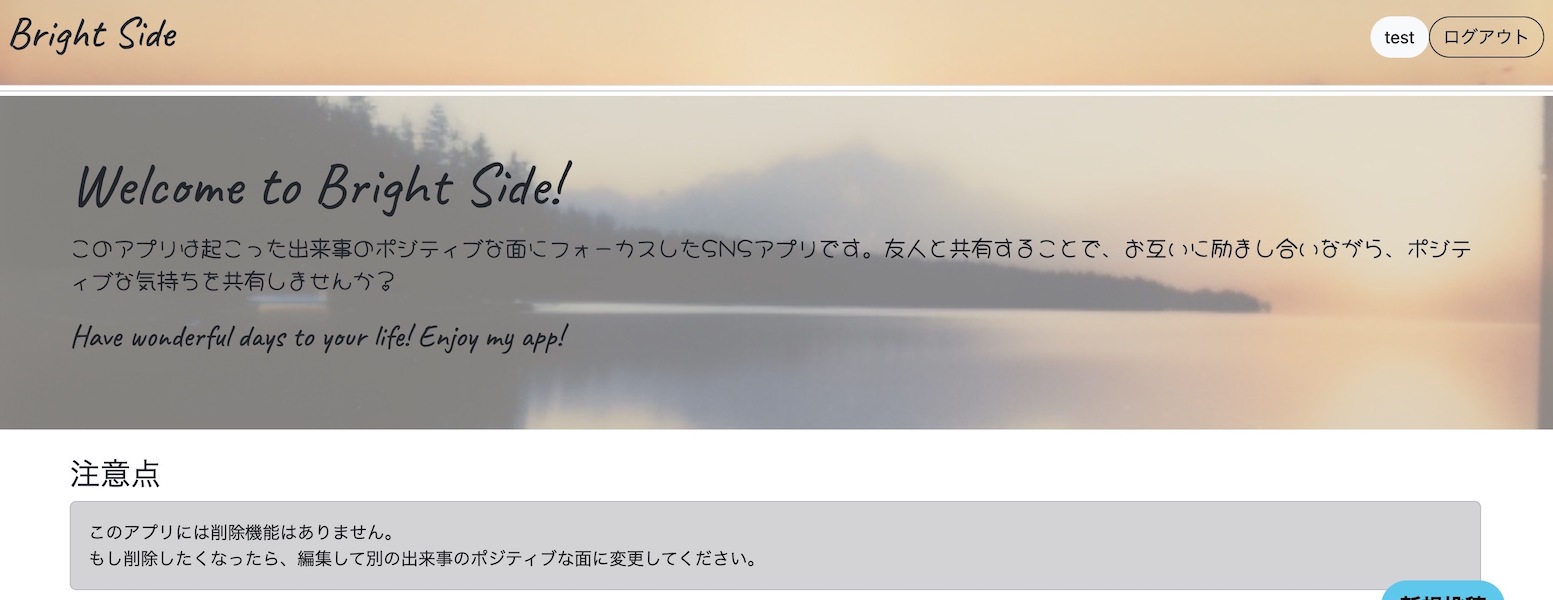 Bright Side
test
ログアウト
Welcome to Bright Side!
このアプリは起こった出来事のポジティブな面にフォーカスしたSNSアプリです。友人と共有することで、お互いに励まし合いながら、ポジテ
ィブな気持ちを共有しませんか?
Have wonderful days to your life! Enjoy my app!
注意点
このアプリには削除機能はありません。
もし削除したくなったら、編集して別の出来事のポジティブな面に変更してください。
新規投稿